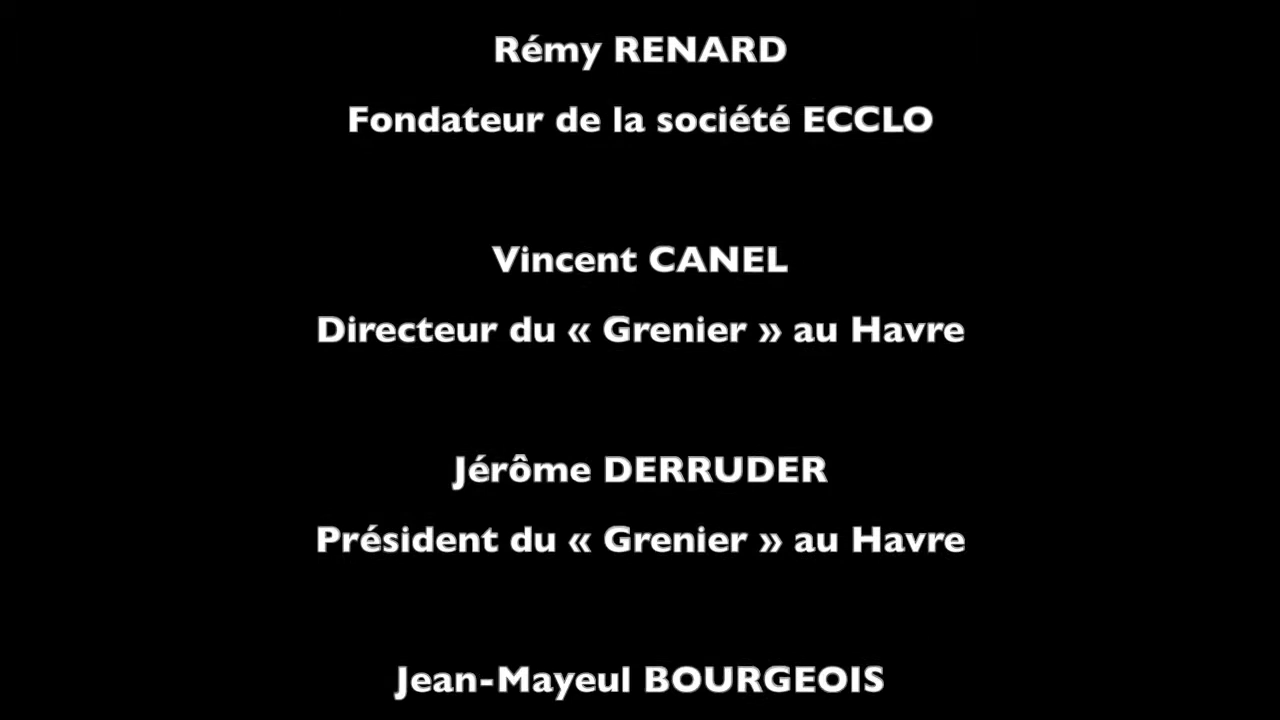 Rémy RENARD
Fondateur de la société ECCLO
Vincent CANEL
Directeur du « Grenier » au Havre
Jérôme DERRUDER
Président du « Grenier » au Havre
Jean-Mayeul BOURGEOIS